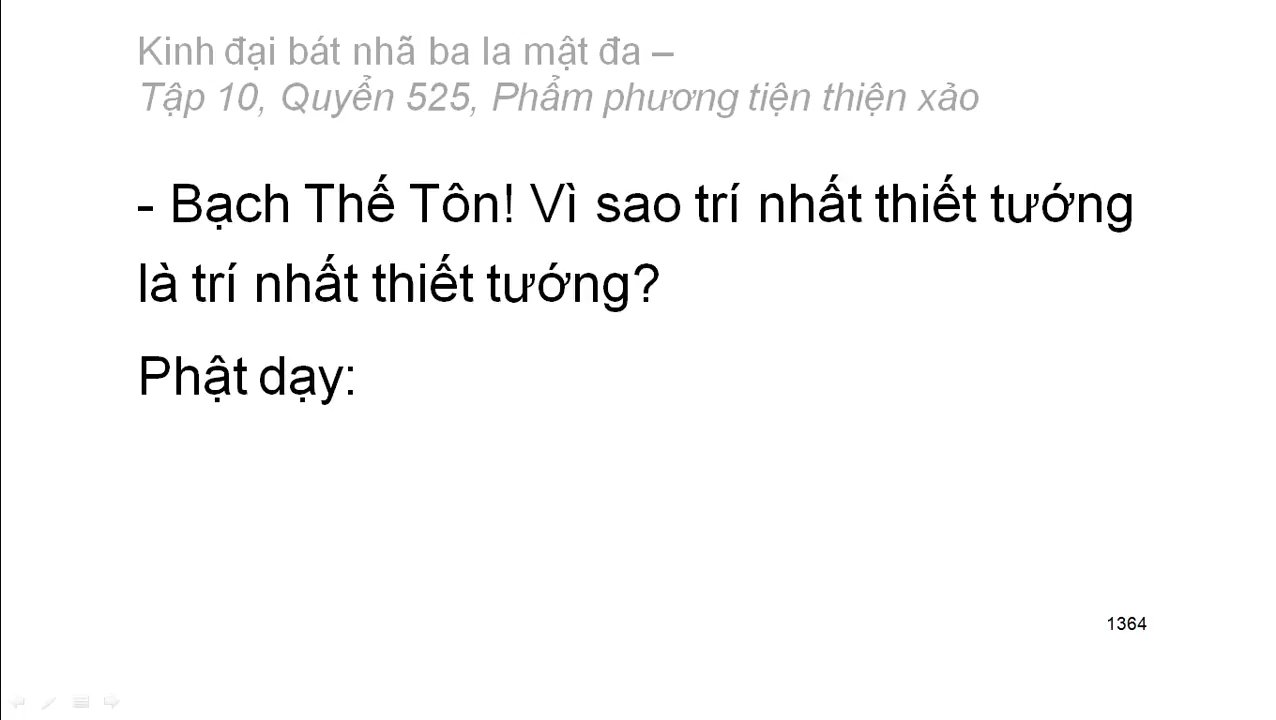 Kinh đại bát nhã ba la mật đa –
Tập 10, Quyển 525, Phẩm phương tiện thiện xảo
- Bạch Thế Tôn! Vì sao trí nhất thiết tướng
là trí nhất thiết tướng?
Phật dạy:
1364